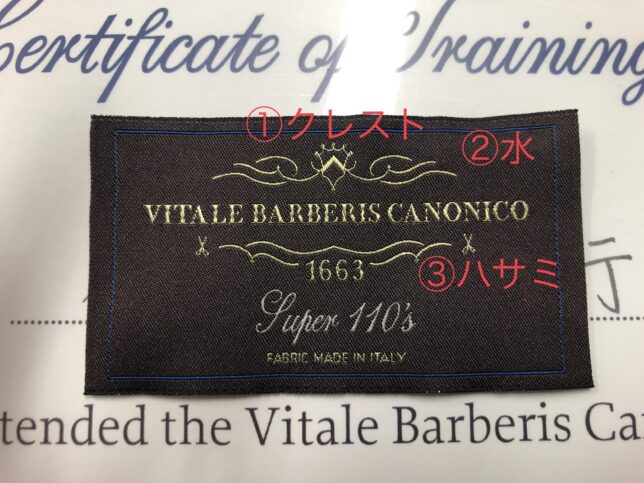 Certificate of Training
①クレスト
②水
VITALE BARBERIS CANONICO
1663
③ハサミ
Super 110's
FABRIC MADE IN ITALY
tended the Vitale Barberis Ca